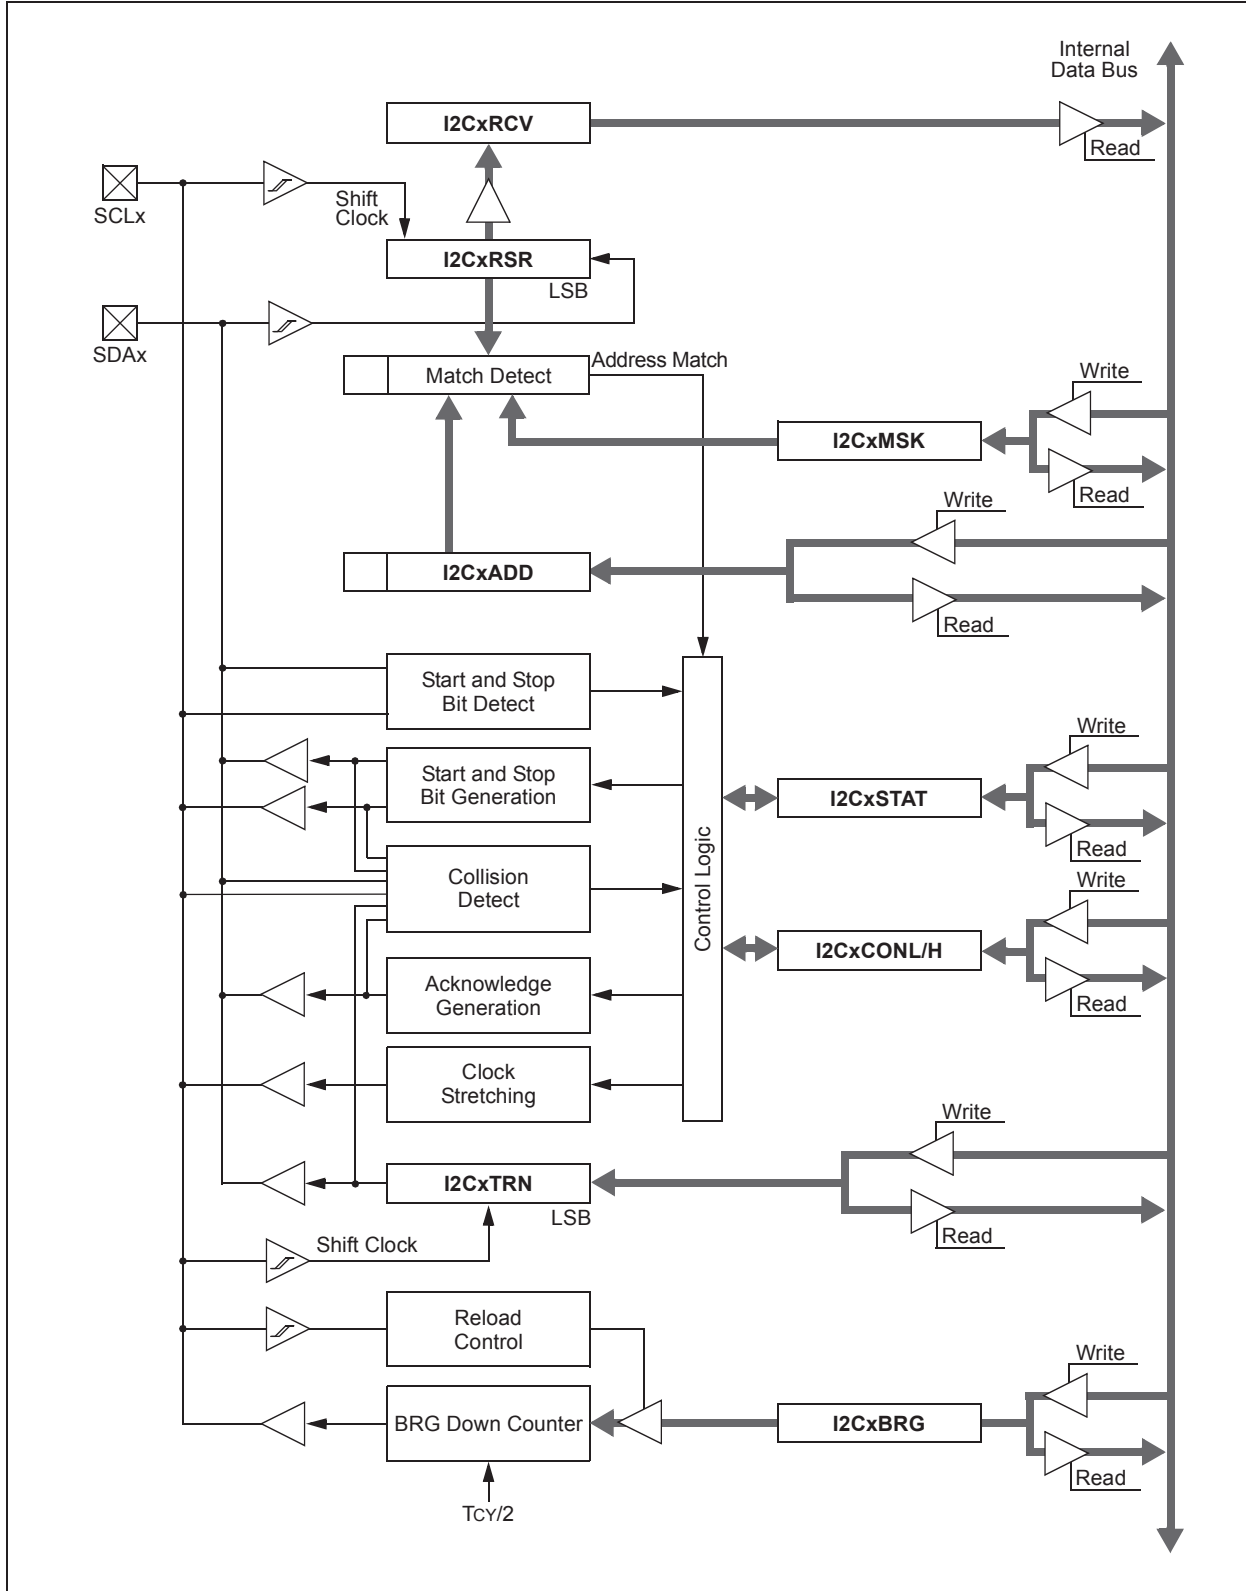 Internal
Data Bus
I2CxRCV
Read
SCLx
Shift
Clock
I2CxRSR
LSB
SDAx
Address Match
Match Detect
Write
I2CxMSK
Read
Write
I2CxADD
Read
Start and Stop
Bit Detect
Write
Start and Stop
Bit Generation
I2CxSTAT
Read
Control Logic
Collision
Detect
Write
I2CxCONL/H
Read
Acknowledge
Generation
Clock
Stretching
Write
I2CxTRN
LSB
Read
Shift Clock
Reload
Control
Write
BRG Down Counter
I2CxBRG
Read
TCY/2